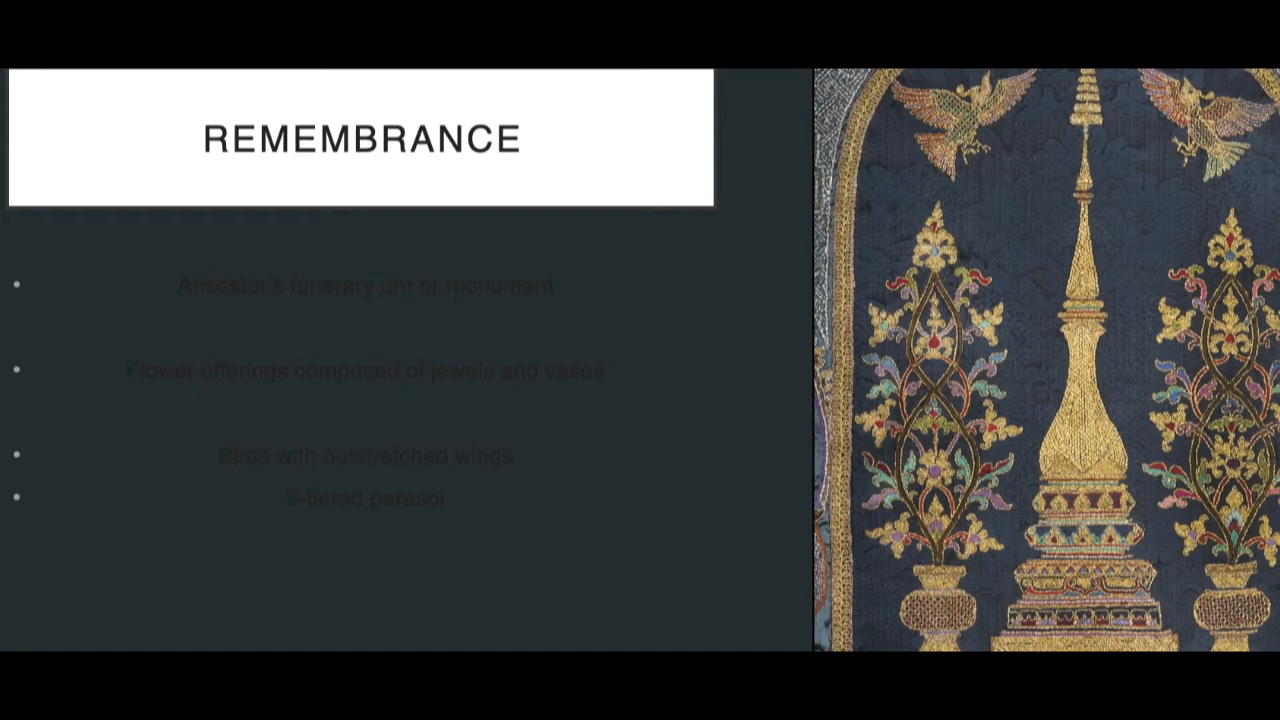 REMEMBRANCE
• Ancestor's funerary urn or monument
• Flower offerings composed of jewels and vases
• Birds with outstretched wings
• 9-tiered parasol